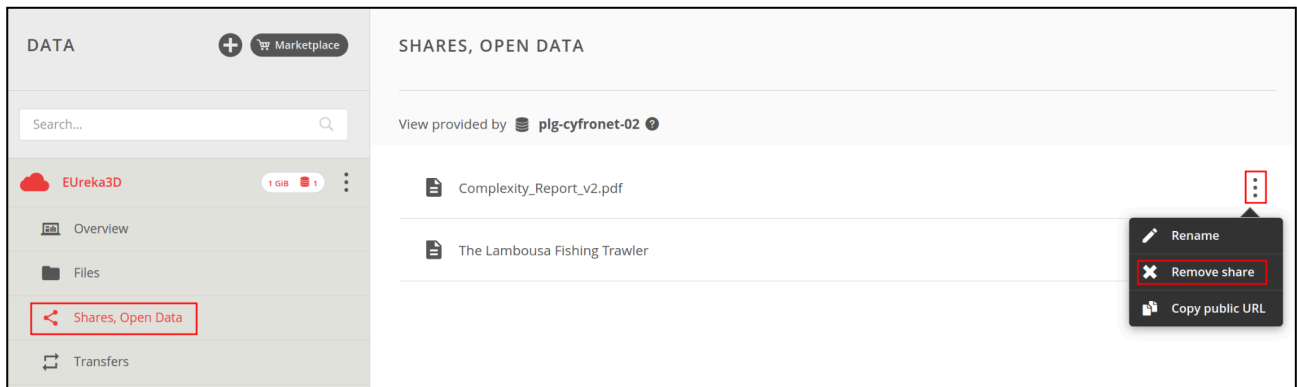 DATA
Marketplace
Search...
EUreka3D
1 GiB 1
Overview
Files
Shares, Open Data
Transfers
SHARES, OPEN DATA
View provided by plg-cyfronet-02 ?
Complexity_Report_v2.pdf
The Lambousa Fishing Trawler
Rename
Remove share
Copy public URL